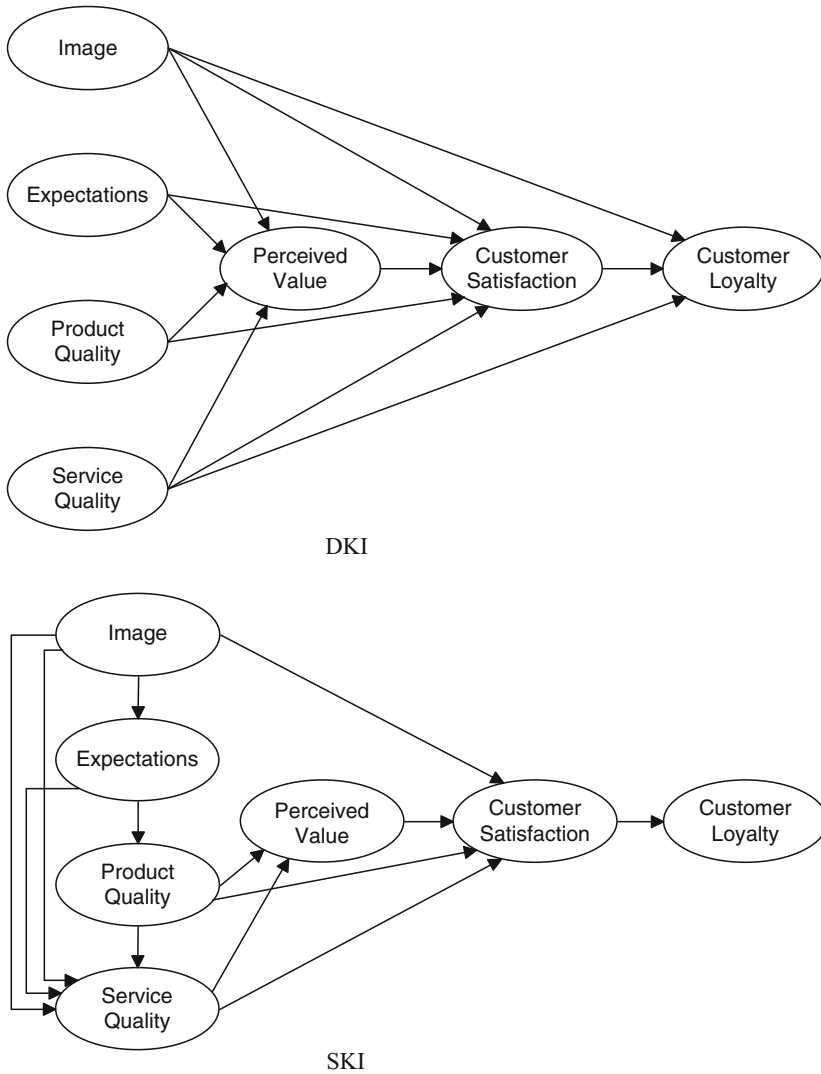 Image
Expectations
Perceived
Value
Customer
Satisfaction
Customer
Loyalty
Product
Quality
Service
Quality
DKI
Image
Expectations
Perceived
Value
Customer
Satisfaction
Customer
Loyalty
Product
Quality
Service
Quality
SKI